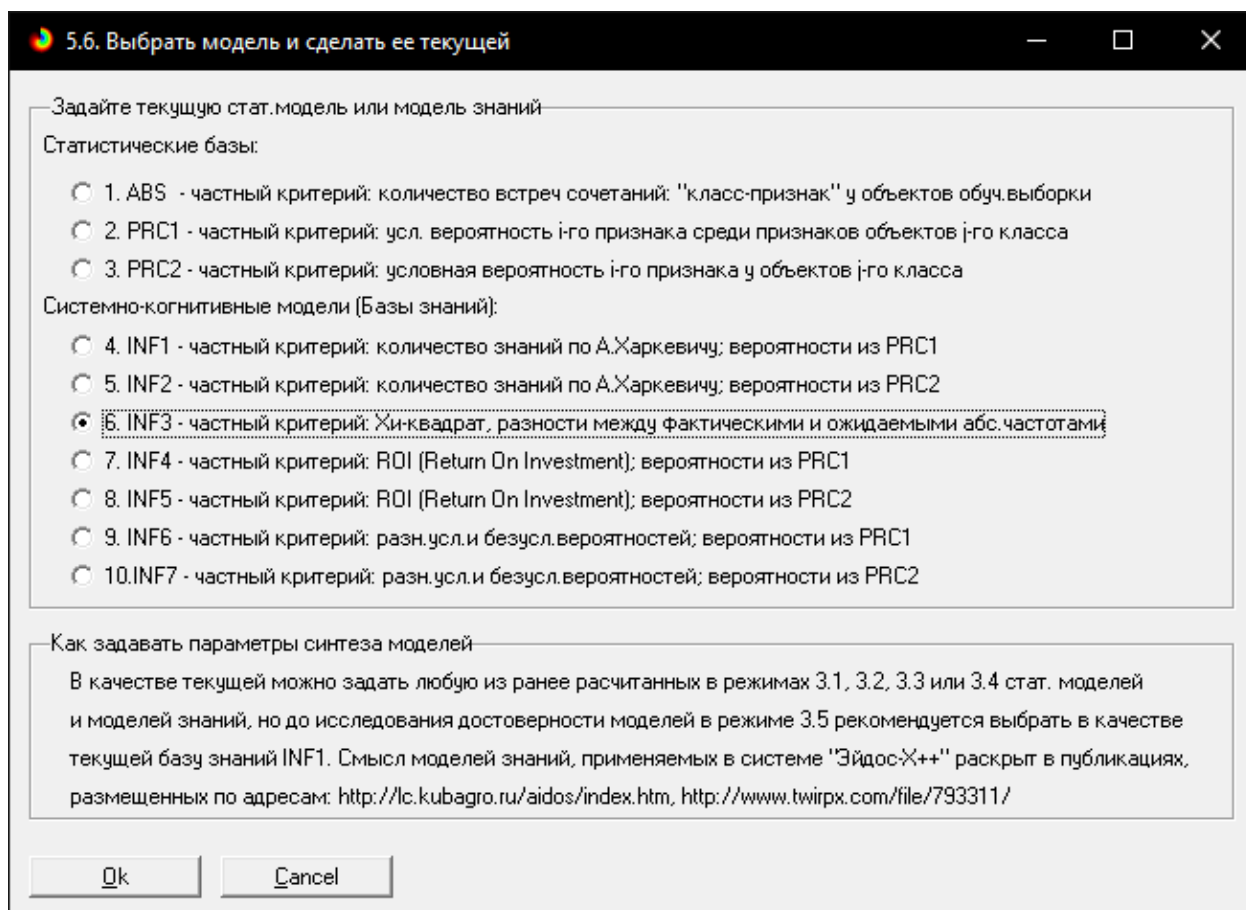 5.6. Выбрать модель и сделать ее текущей
Задайте текущую стат.модель или модель знаний
Статистические базы:
1. ABS - частный критерий: количество встреч сочетаний: "класс-признак" у объектов обуч.выборки
2. PRC1 - частный критерий: усл. вероятность i-го признака среди признаков объектов j-го класса
3. PRC2 - частный критерий: условная вероятность i-го признака у объектов j-го класса
Системно-когнитивные модели (Базы знаний):
4. INF1 - частный критерий: количество знаний по А.Харкевичу; вероятности из PRC1
5. INF2 - частный критерий: количество знаний по А.Харкевичу; вероятности из PRC2
6. INF3 - частный критерий: Хи-квадрат, разности между фактическими и ожидаемыми абс.частотами
7. INF4 - частный критерий: ROI (Return On Investment); вероятности из PRC1
8. INF5 - частный критерий: ROI (Return On Investment); вероятности из PRC2
9. INF6 - частный критерий: разн.усл.и безусл.вероятностей; вероятности из PRC1
10.INF7 - частный критерий: разн.усл.и безусл.вероятностей; вероятности из PRC2
Как задавать параметры синтеза моделей
В качестве текущей можно задать любую из ранее расчитанных в режимах 3.1, 3.2, 3.3 или 3.4 стат. моделей
и моделей знаний, но до исследования достоверности моделей в режиме 3.5 рекомендуется выбрать в качестве
текущей базу знаний INF1. Смысл моделей знаний, применяемых в системе "Эйдос-Х++" раскрыт в публикациях,
размещенных по адресам: http://lc.kubagro.ru/aidos/index.htm, http://www.twirpx.com/file/793311/
Ok Cancel